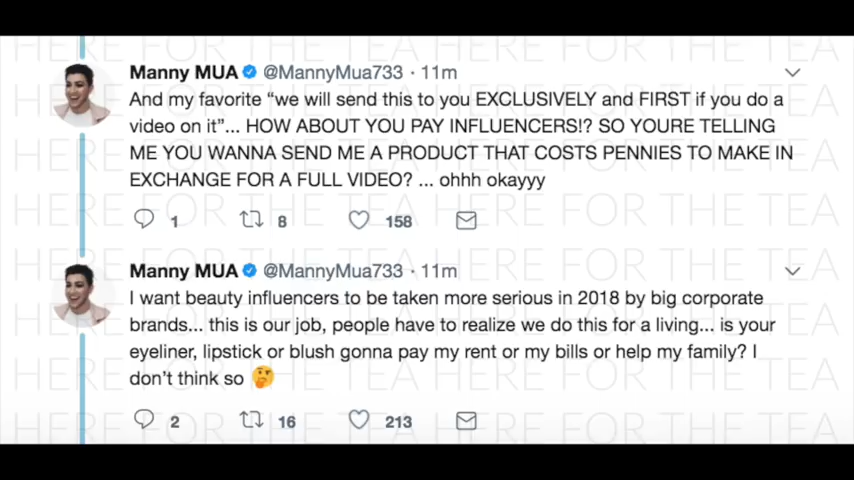 HERE FOR THE TEA HERE FOR THE TEA
Manny MUA @MannyMua733 · 11m
And my favorite “we will send this to you EXCLUSIVELY and FIRST if you do a
video on it”... HOW ABOUT YOU PAY INFLUENCERS!? SO YOURE TELLING
ME YOU WANNA SEND ME A PRODUCT THAT COSTS PENNIES TO MAKE IN
EXCHANGE FOR A FULL VIDEO? ... ohhh okayyy
1 8 158
Manny MUA @MannyMua733 · 11m
I want beauty influencers to be taken more serious in 2018 by big corporate
brands... this is our job, people have to realize we do this for a living... is your
eyeliner, lipstick or blush gonna pay my rent or my bills or help my family? I
don’t think so 🤔
2 16 213